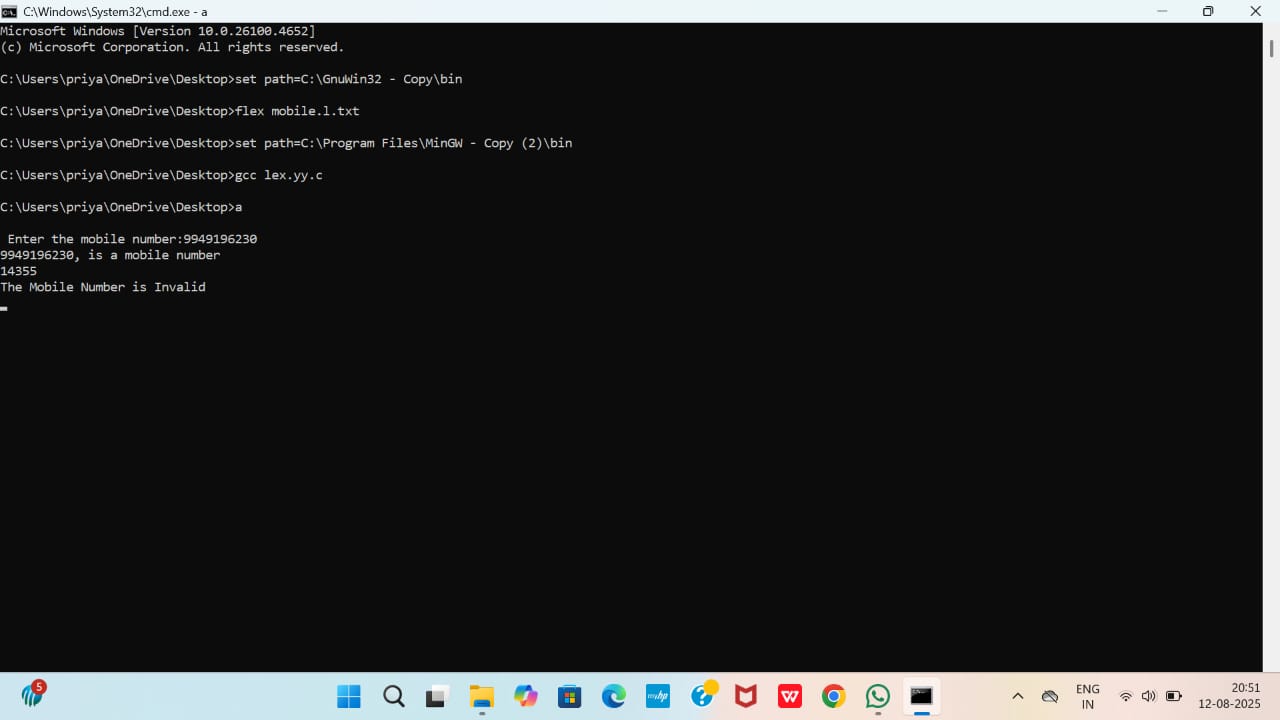 C:\Windows\System32\cmd.exe - a
Microsoft Windows [Version 10.0.26100.4652]
(c) Microsoft Corporation. All rights reserved.
C:\Users\priya\OneDrive\Desktop>set path=C:\GnuWin32 - Copy\bin
C:\Users\priya\OneDrive\Desktop>flex mobile.l.txt
C:\Users\priya\OneDrive\Desktop>set path=C:\Program Files\MinGW - Copy (2)\bin
C:\Users\priya\OneDrive\Desktop>gcc lex.yy.c
C:\Users\priya\OneDrive\Desktop>a
Enter the mobile number:9949196230
9949196230, is a mobile number
14355
The Mobile Number is Invalid
5
myhp
W
ENG
IN
20:51
12-08-2025